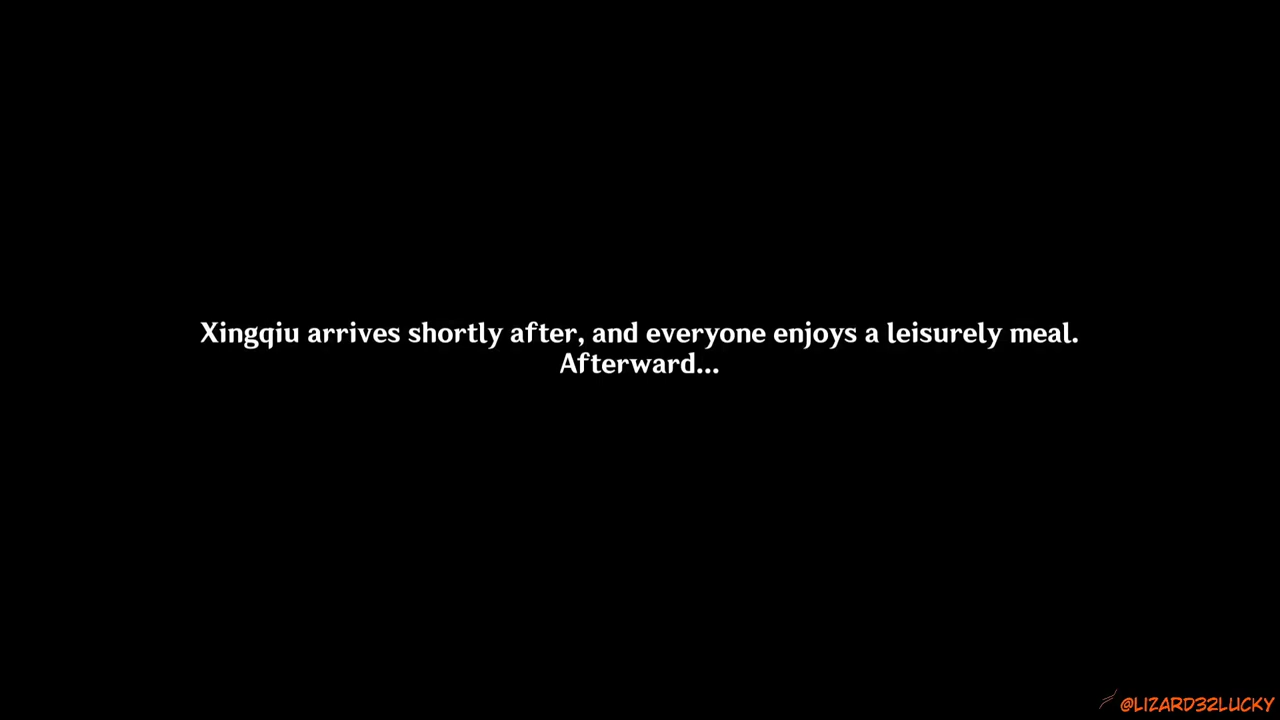 Xingqiu arrives shortly after, and everyone enjoys a leisurely meal.
Afterward...
@LIZARD32LUCKY